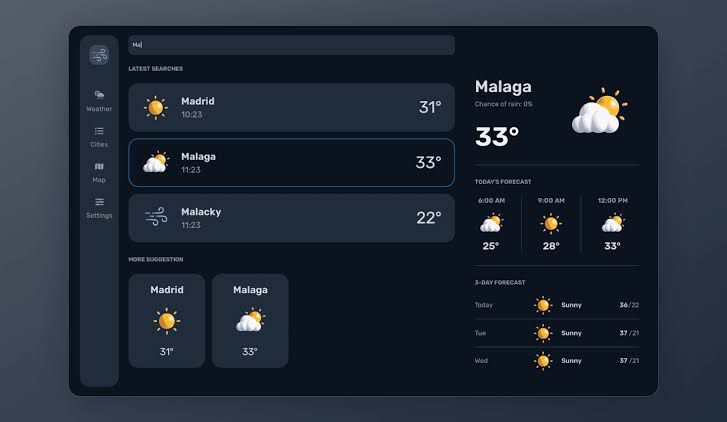 Ma
LATEST SEARCHES
Weather
Cities
Map
Settings
Madrid
10:23
31°
Malaga
11:23
33°
Malacky
11:23
22°
MORE SUGGESTION
Madrid
31°
Malaga
33°
Malaga
Chance of rain: 0%
33°
TODAY'S FORECAST
6:00 AM 9:00 AM 12:00 PM
25° 28° 33°
3-DAY FORECAST
Today Sunny 36/22
Tue Sunny 37/21
Wed Sunny 37/21